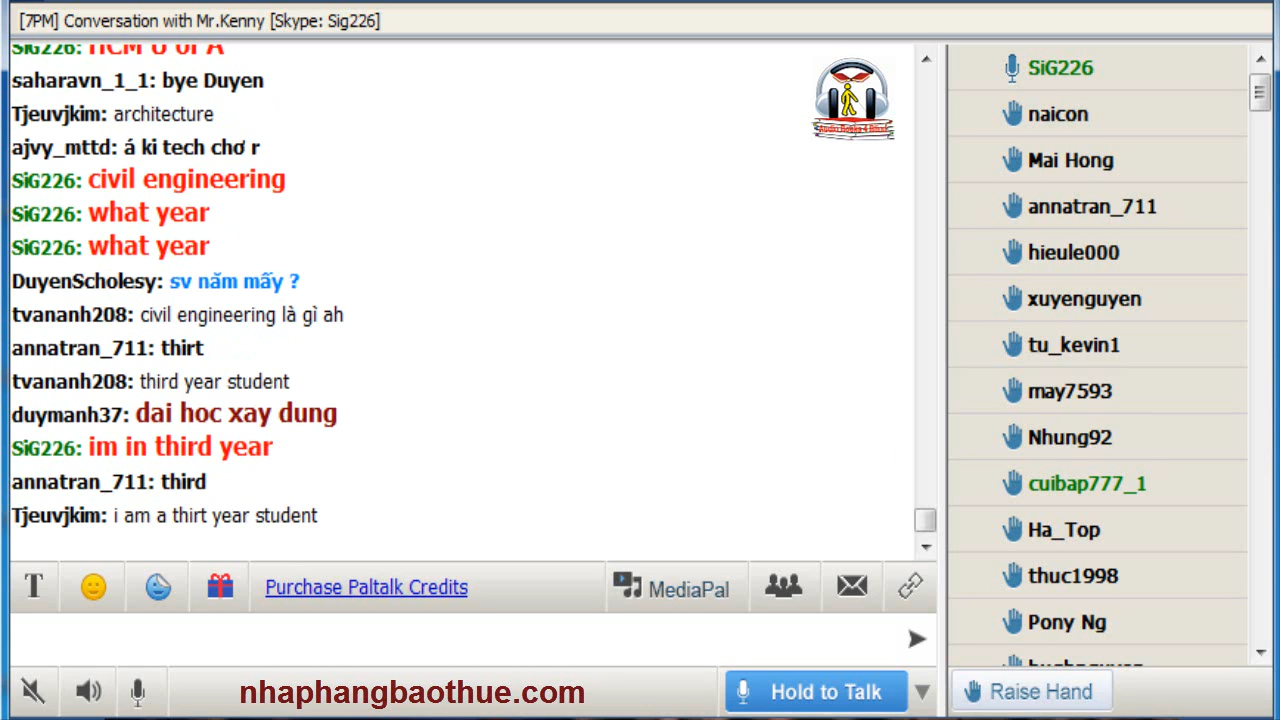 [7PM] Conversation with Mr.Kenny [Skype: Sig226]
SiG226: HCM U of A
saharavn_1_1: bye Duyen
Tjeuvjkim: architecture
ajvy_mttd: á ki tech chơ r
SiG226: civil engineering
SiG226: what year
SiG226: what year
DuyenScholesy: sv năm mấy ?
tvananh208: civil engineering là gì ah
annatran_711: thirt
tvananh208: third year student
duymanh37: dai hoc xay dung
SiG226: im in third year
annatran_711: third
Tjeuvjkim: i am a thirt year student
SiG226
naicon
Mai Hong
annatran_711
hieule000
xuyenguyen
tu_kevin1
may7593
Nhung92
cuibap777_1
Ha_Top
thuc1998
Pony Ng
Purchase Paltalk Credits
MediaPal
nhaphangbaothue.com
Hold to Talk
Raise Hand